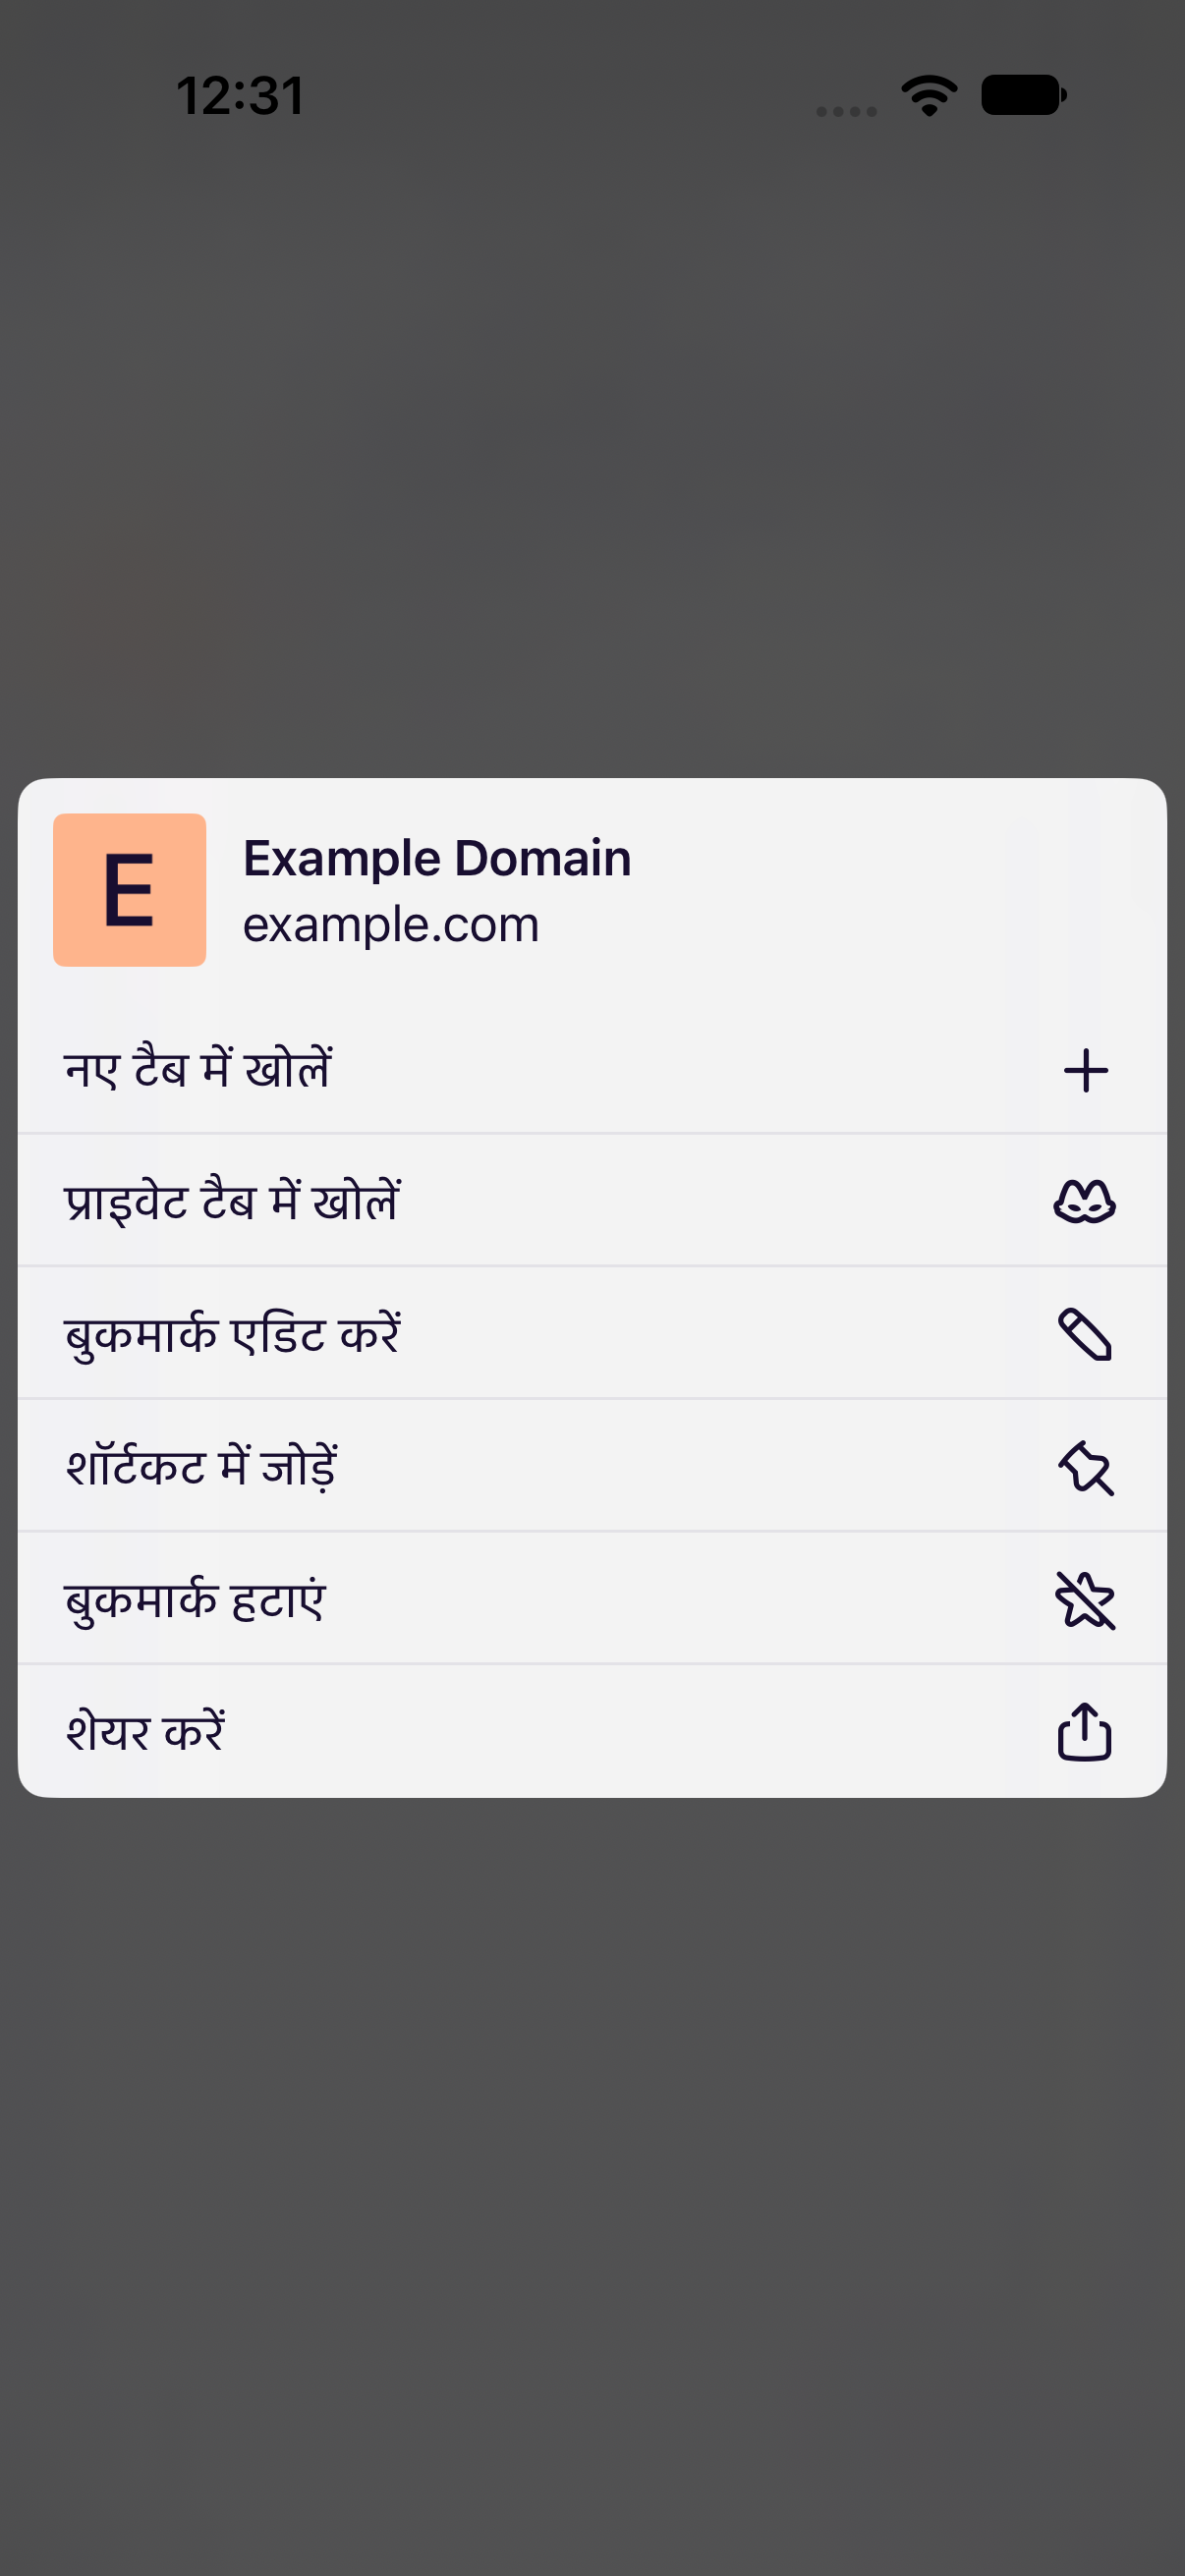 12:31
E
Example Domain
example.com
नए टैब में खोलें
प्राइवेट टैब में खोलें
बुकमार्क एडिट करें
शॉर्टकट में जोड़ें
बुकमार्क हटाएं
शेयर करें